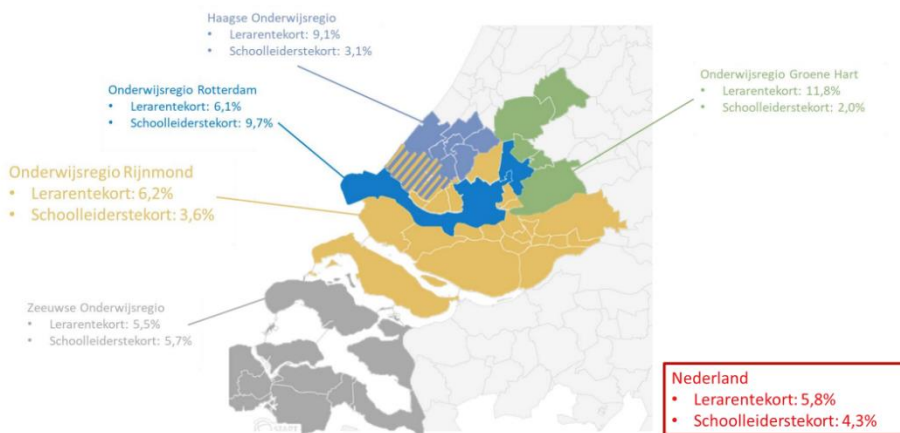 Haagse Onderwijsregio
• Lerarentekort: 9,1%
• Schoolleiderstekort: 3,1%
Onderwijsregio Rotterdam
• Lerarentekort: 6,1%
• Schoolleiderstekort: 9,7%
Onderwijsregio Groene Hart
• Lerarentekort: 11,8%
• Schoolleiderstekort: 2,0%
Onderwijsregio Rijnmond
• Lerarentekort: 6,2%
• Schoolleiderstekort: 3,6%
Zeeuwse Onderwijsregio
• Lerarentekort: 5,5%
• Schoolleiderstekort: 5,7%
Nederland
• Lerarentekort: 5,8%
• Schoolleiderstekort: 4,3%